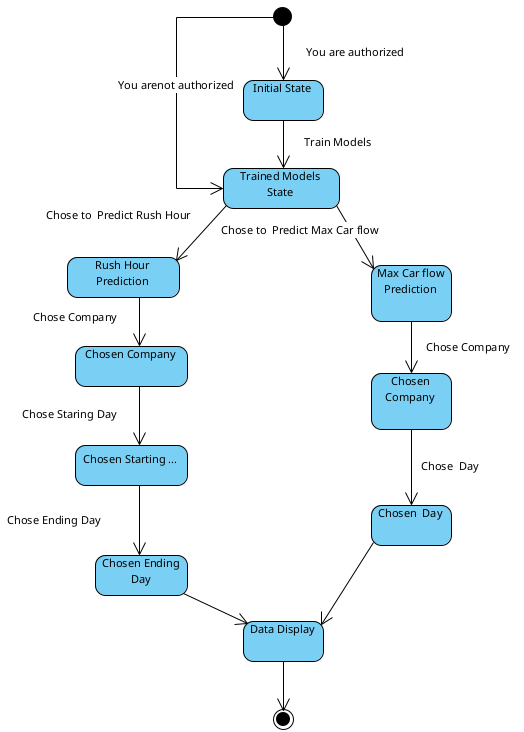 You are authorized
You arenot authorized
Initial State
Train Models
Trained Models
State
Chose to  Predict Rush Hour
Chose to  Predict Max Car flow
Rush Hour
Prediction
Max Car flow
Prediction
Chose Company
Chose Company
Chosen Company
Chosen
Company
Chose Staring Day
Chosen Starting ...
Chose  Day
Chose Ending Day
Chosen  Day
Chosen Ending
Day
Data Display